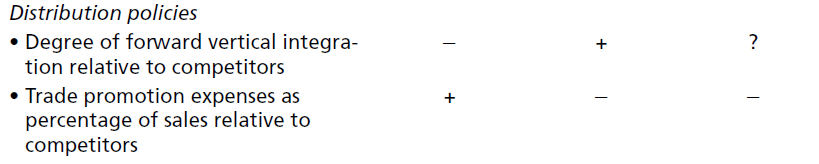 Distribution policies
• Degree of forward vertical integra- – + ?
tion relative to competitors
• Trade promotion expenses as + – –
percentage of sales relative to
competitors